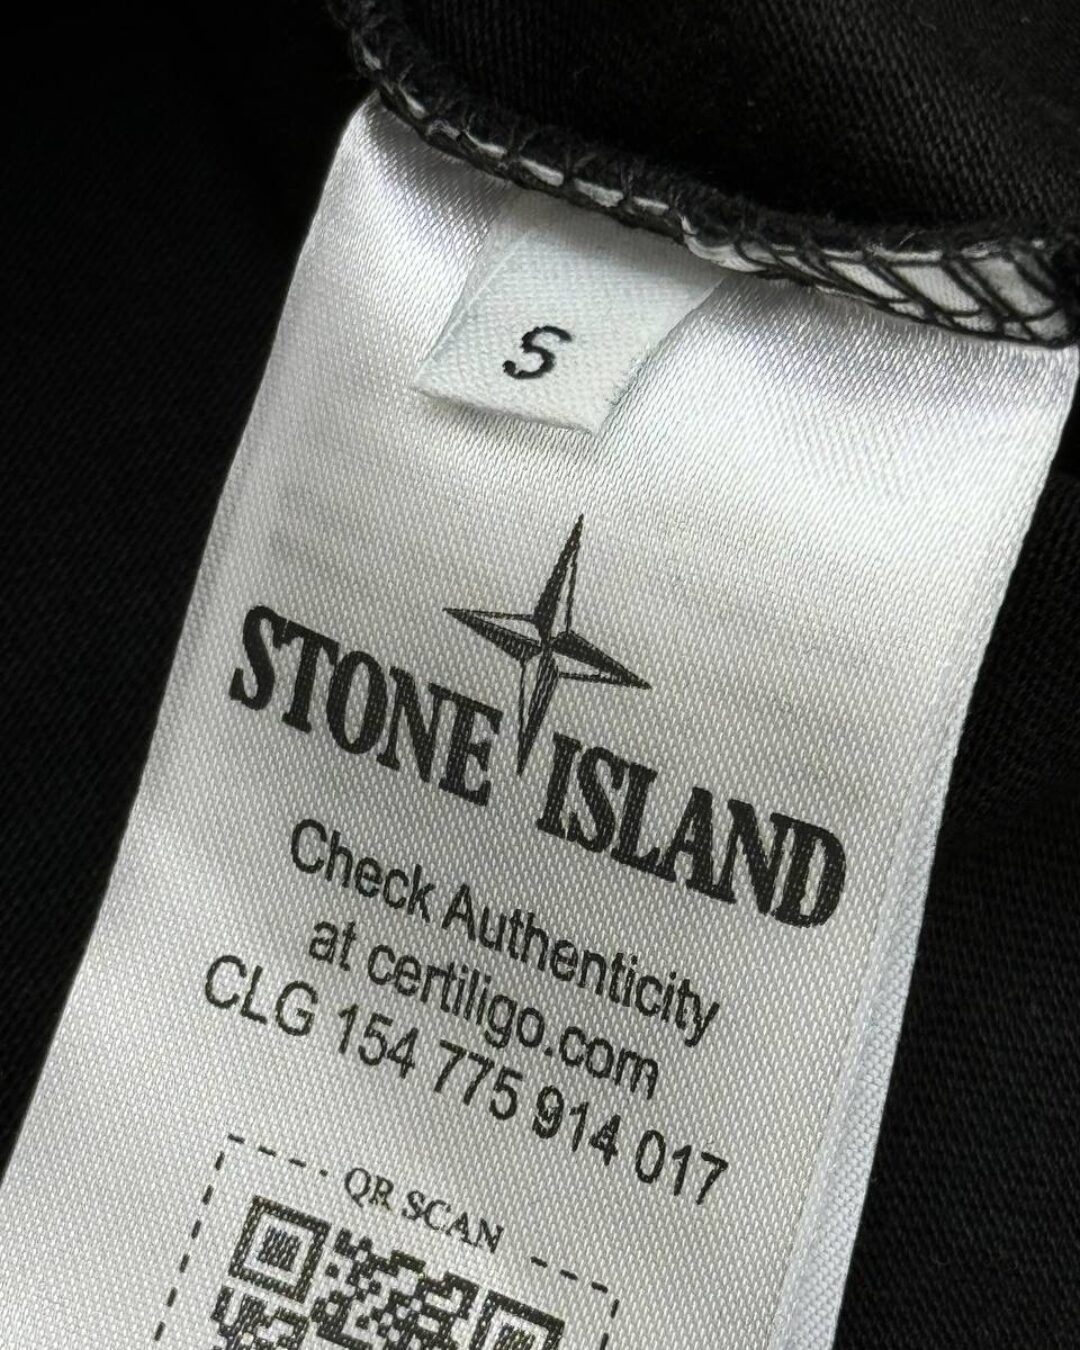 S
STONE ISLAND
Check Authenticity
at certiligo.com
CLG 154 775 914 017
QR SCAN